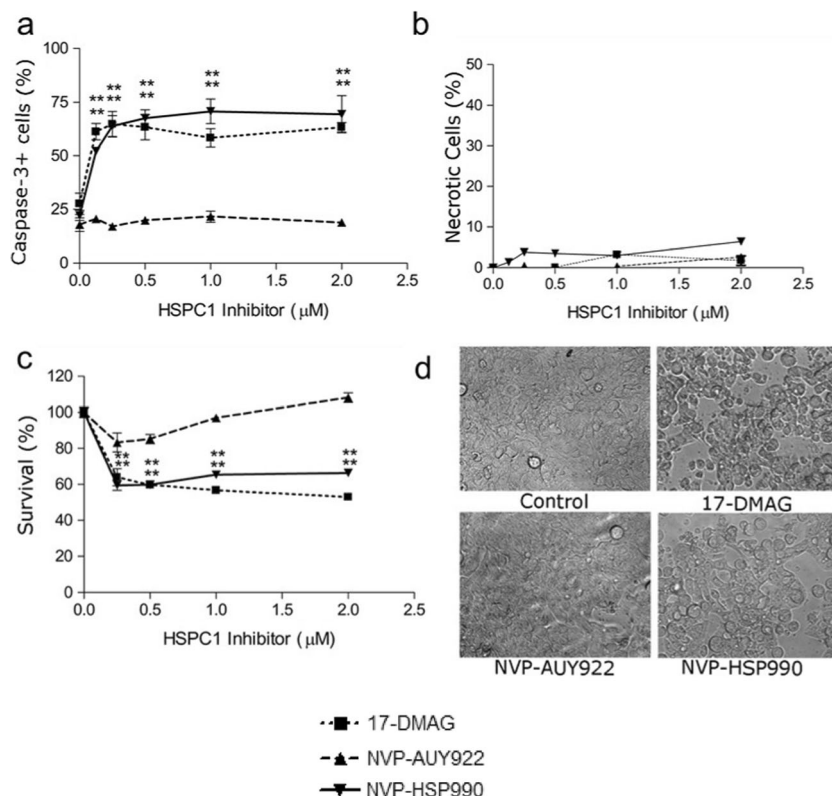 a
Caspase-3+ cells (%)
100
75
50
25
0
** ** ** ** **
** ** ** ** **
0.0 0.5 1.0 1.5 2.0 2.5
HSPC1 Inhibitor (μM)
b
Necrotic Cells (%)
50
40
30
20
10
0
0.0 0.5 1.0 1.5 2.0 2.5
HSPC1 Inhibitor (μM)
c
Survival (%)
120
100
80
60
40
20
0
** ** ** **
** ** ** **
0.0 0.5 1.0 1.5 2.0 2.5
HSPC1 Inhibitor (μM)
d
Control 17-DMAG
NVP-AUY922 NVP-HSP990
17-DMAG
NVP-AUY922
NVP-HSP990